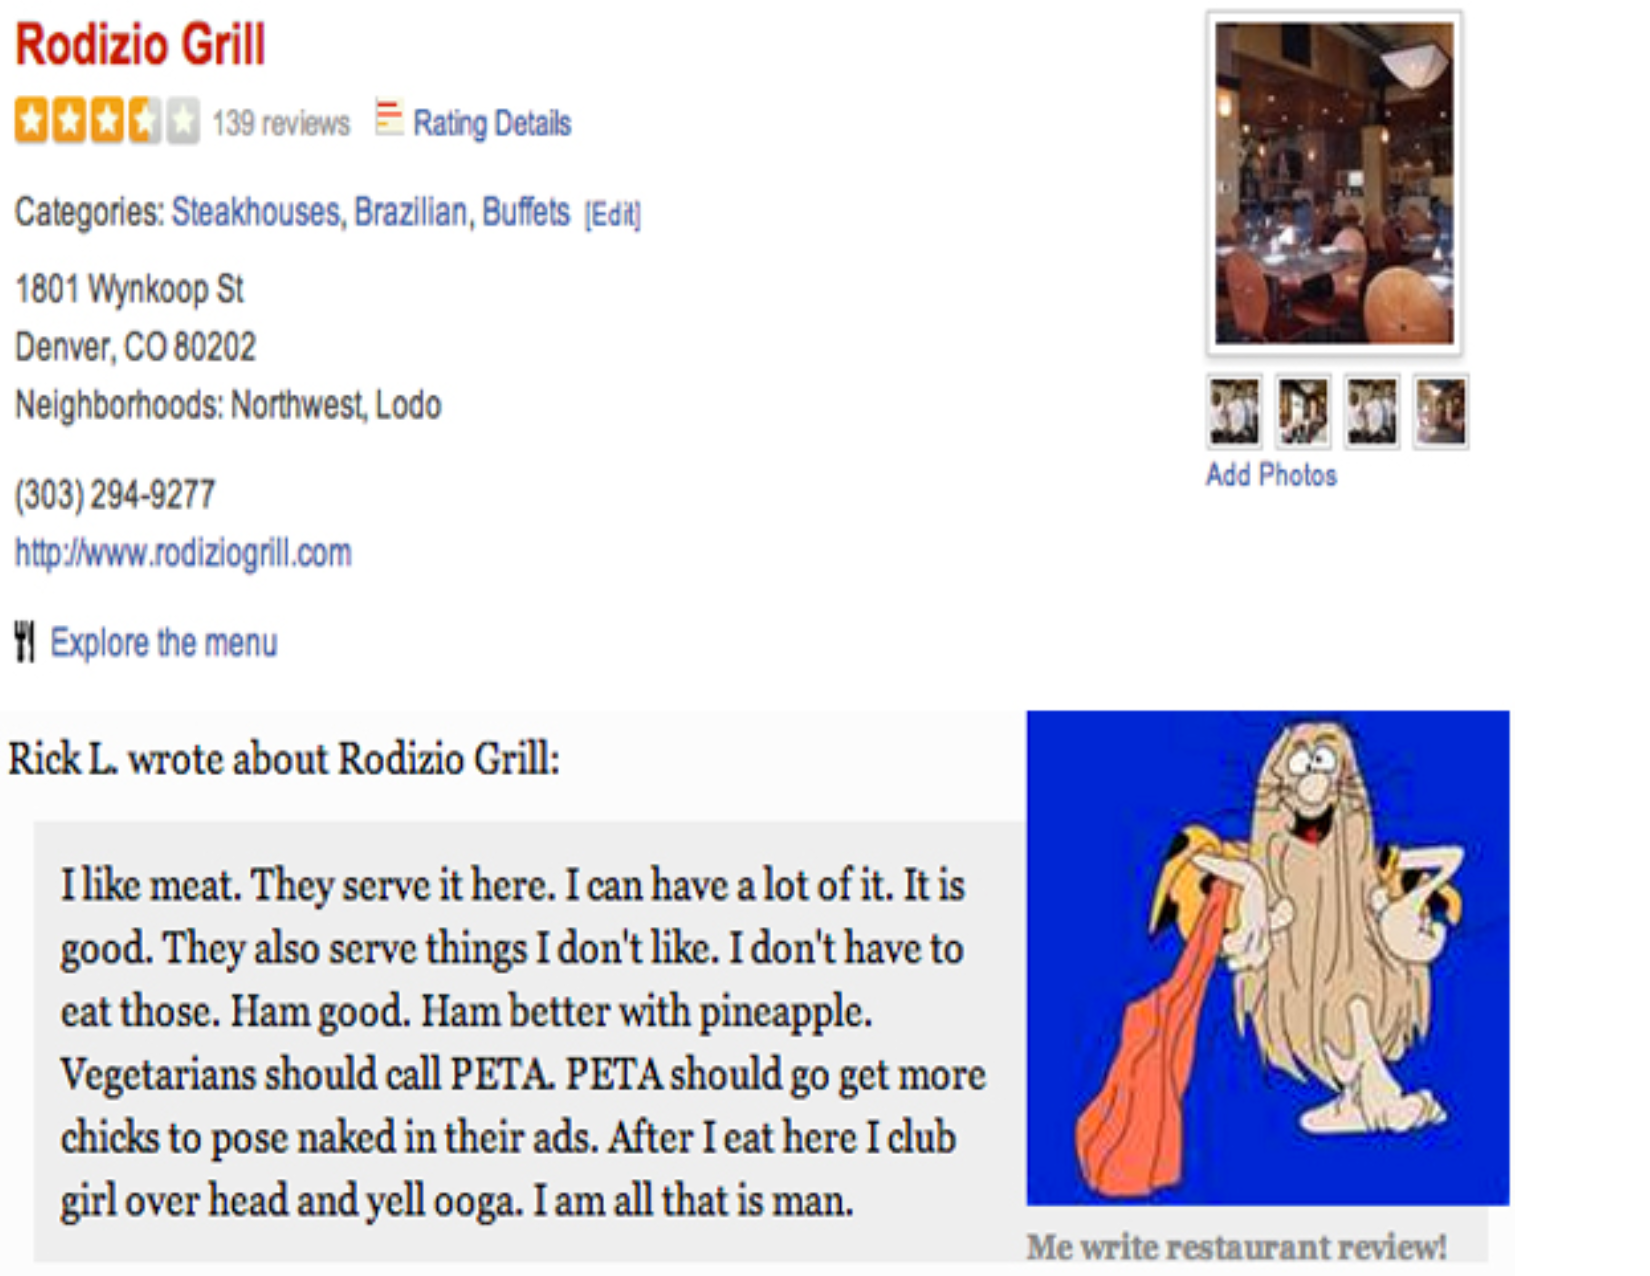 Rodizio Grill
139 reviews Rating Details
Categories: Steakhouses, Brazilian, Buffets [Edit]
1801 Wynkoop St
Denver, CO 80202
Neighborhoods: Northwest, Lodo
(303) 294-9277
http://www.rodiziogrill.com
Explore the menu
Add Photos
Rick L. wrote about Rodizio Grill:
I like meat. They serve it here. I can have a lot of it. It is
good. They also serve things I don't like. I don't have to
eat those. Ham good. Ham better with pineapple.
Vegetarians should call PETA. PETA should go get more
chicks to pose naked in their ads. After I eat here I club
girl over head and yell ooga. I am all that is man.
Me write restaurant review!